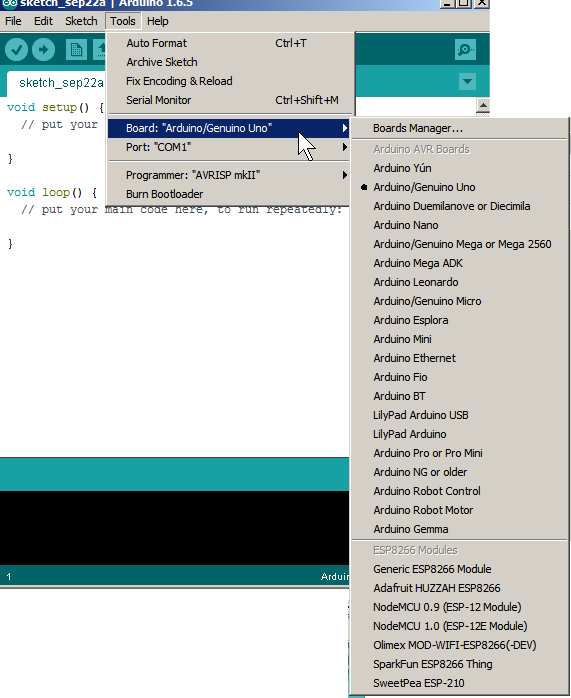 sketch_sep22a | Arduino 1.6.5
File Edit Sketch Tools Help
Auto Format Ctrl+T
Archive Sketch
Fix Encoding & Reload
Serial Monitor Ctrl+Shift+M
Board: "Arduino/Genuino Uno"
Port: "COM1"
Programmer: "AVRISP mkII"
Burn Bootloader
sketch_sep22a
void setup() {
// put your
}
void loop() {
// put your main code here, to run repeatedly:
}
1
Boards Manager...
Arduino AVR Boards
Arduino Yún
Arduino/Genuino Uno
Arduino Duemilanove or Diecimila
Arduino Nano
Arduino/Genuino Mega or Mega 2560
Arduino Mega ADK
Arduino Leonardo
Arduino/Genuino Micro
Arduino Esplora
Arduino Mini
Arduino Ethernet
Arduino Fio
Arduino BT
LilyPad Arduino USB
LilyPad Arduino
Arduino Pro or Pro Mini
Arduino NG or older
Arduino Robot Control
Arduino Robot Motor
Arduino Gemma
ESP8266 Modules
Generic ESP8266 Module
Adafruit HUZZAH ESP8266
NodeMCU 0.9 (ESP-12 Module)
NodeMCU 1.0 (ESP-12E Module)
Olimex MOD-WIFI-ESP8266(-DEV)
SparkFun ESP8266 Thing
SweetPea ESP-210